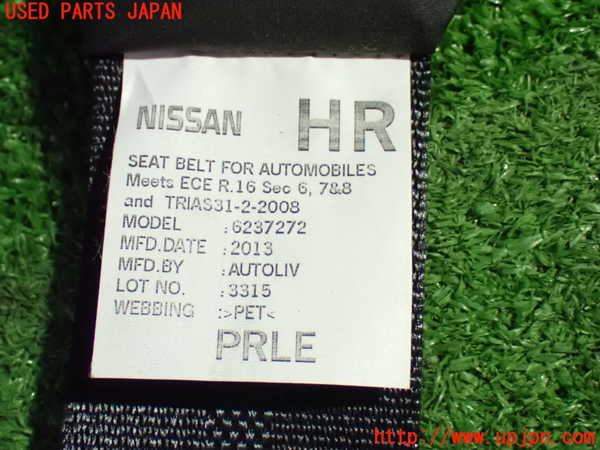 USED PARTS JAPAN
NISSAN HR
SEAT BELT FOR AUTOMOBILES
Meets ECE R.16 Sec 6, 7&8
and TRIAS31-2-2008
MODEL :6237272
MFD.DATE :2013
MFD.BY :AUTOLIV
LOT NO. :3315
WEBBING :>PET<
PRLE
http://www.upjpn.com